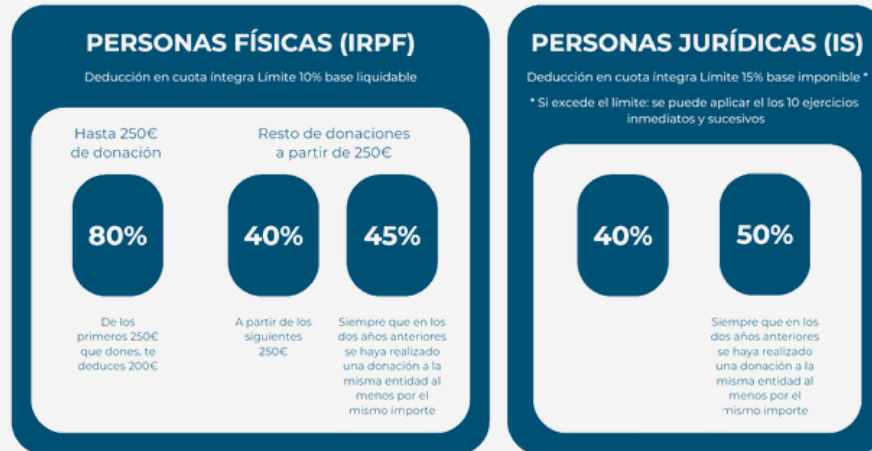 PERSONAS FÍSICAS (IRPF)
Deducción en cuota íntegra Límite 10% base liquidable
Hasta 250€
de donación
Resto de donaciones
a partir de 250€
80%
40%
45%
De los
primeros 250€
que dones, te
deduces 200€
A partir de los
siguientes
250€
Siempre que en los
dos años anteriores
se haya realizado
una donación a la
misma entidad al
menos por el
mismo importe
PERSONAS JURÍDICAS (IS)
Deducción en cuota íntegra Límite 15% base imponible *
* Si excede el límite: se puede aplicar el los 10 ejercicios
inmediatos y sucesivos
40%
50%
Siempre que en los
dos años anteriores
se haya realizado
una donación a la
misma entidad al
menos por el
mismo importe